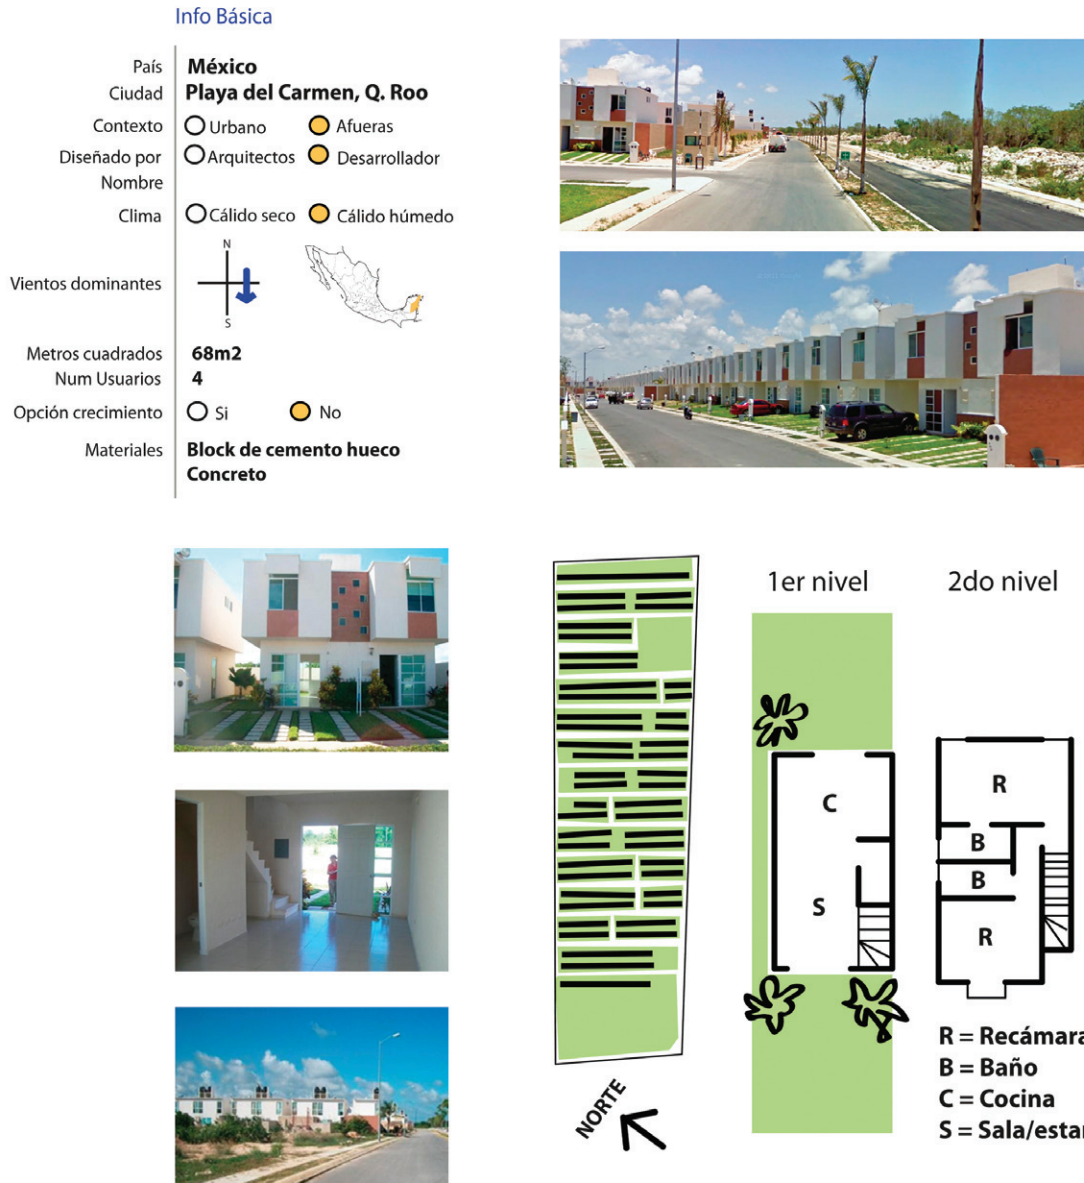 Info Básica
País México
Ciudad Playa del Carmen, Q. Roo
Contexto Urbano Afueras
Diseñado por Arquitectos Desarrollador
Nombre
Clima Cálido seco Cálido húmedo
N
Vientos dominantes
S
Metros cuadrados 68m2
Num Usuarios 4
Opción crecimiento Si No
Materiales Block de cemento hueco
Concreto
1er nivel 2do nivel
C
S
R
B
B
R
NORTE
R = Recámara
B = Baño
C = Cocina
S = Sala/estar